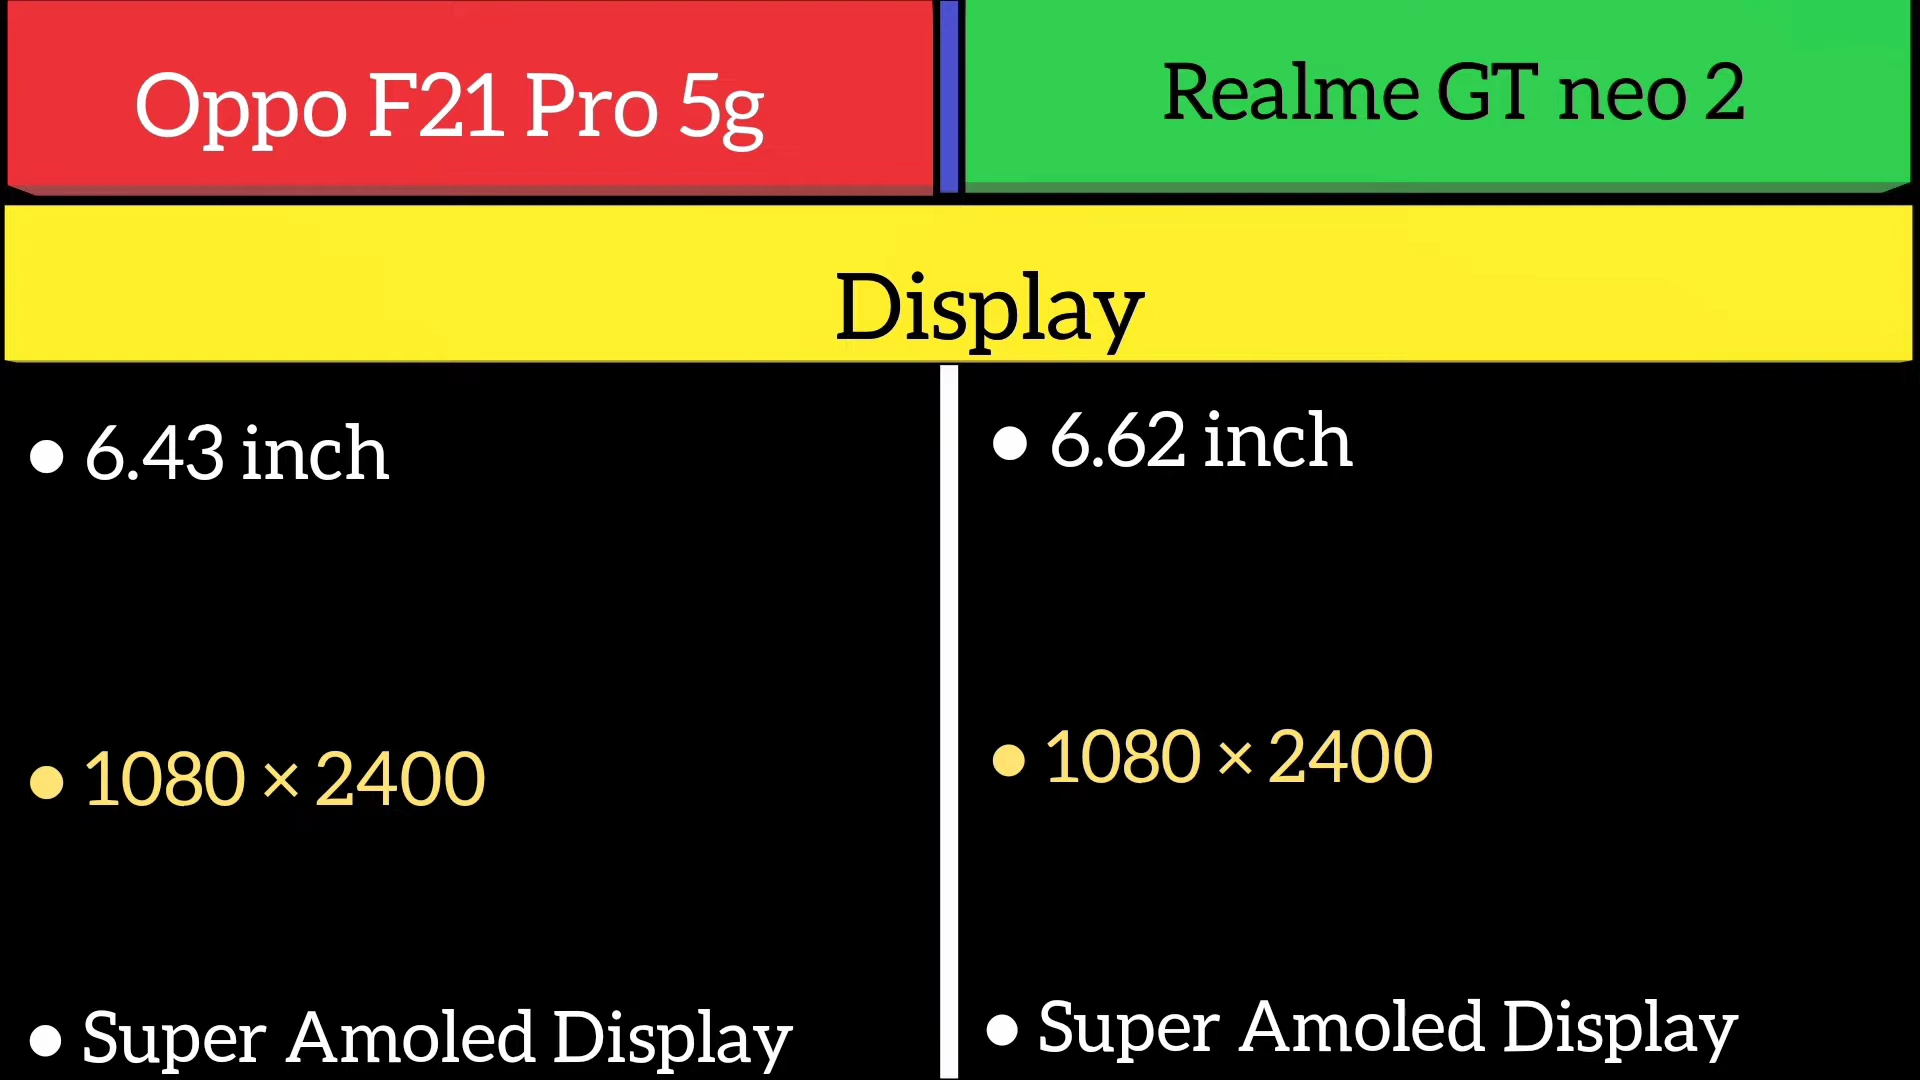 Oppo F21 Pro 5g
Realme GT neo 2
Display
● 6.43 inch
● 6.62 inch
● 1080 × 2400
● 1080 × 2400
● Super Amoled Display
● Super Amoled Display